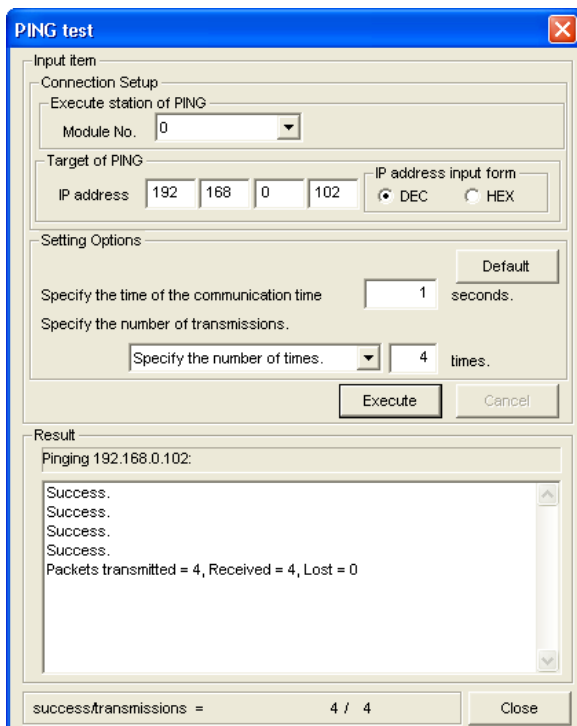 PING test
Input item
Connection Setup
Execute station of PING
Module No. 0
Target of PING
IP address input form
IP address 192 168 0 102 DEC HEX
Setting Options
Default
Specify the time of the communication time 1 seconds.
Specify the number of transmissions.
Specify the number of times. 4 times.
Execute Cancel
Result
Pinging 192.168.0.102:
Success.
Success.
Success.
Success.
Packets transmitted = 4, Received = 4, Lost = 0
success/transmissions = 4 / 4 Close